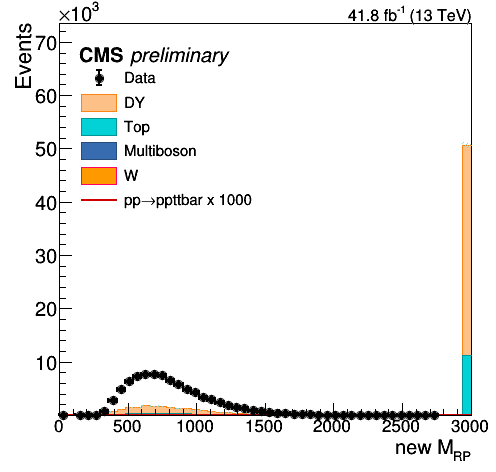 ×10³
41.8 fb⁻¹ (13 TeV)
Events
CMS preliminary
Data
DY
Top
Multiboson
W
pp→ppttbar x 1000
70
60
50
40
30
20
10
0 500 1000 1500 2000 2500 3000
new M_RP